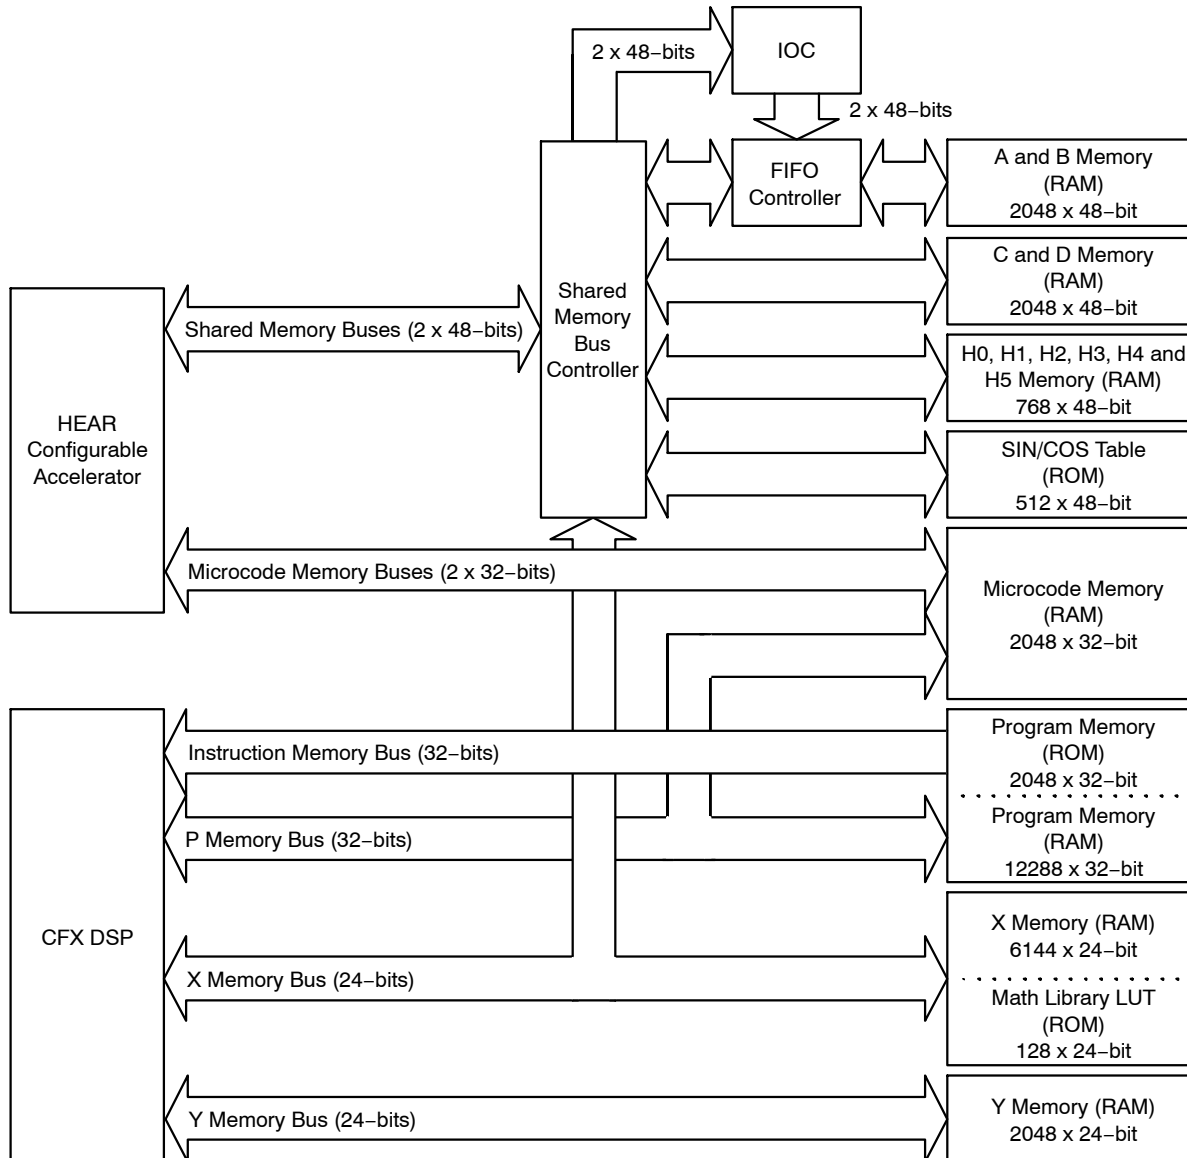 2 x 48−bits
IOC
2 x 48−bits
FIFO
Controller
A and B Memory
(RAM)
2048 x 48−bit
C and D Memory
(RAM)
2048 x 48−bit
Shared
Memory
Bus
Controller
Shared Memory Buses (2 x 48−bits)
H0, H1, H2, H3, H4 and
H5 Memory (RAM)
768 x 48−bit
HEAR
Configurable
Accelerator
SIN/COS Table
(ROM)
512 x 48−bit
Microcode Memory Buses (2 x 32−bits)
Microcode Memory
(RAM)
2048 x 32−bit
Instruction Memory Bus (32−bits)
Program Memory
(ROM)
2048 x 32−bit
P Memory Bus (32−bits)
Program Memory
(RAM)
12288 x 32−bit
CFX DSP
X Memory Bus (24−bits)
X Memory (RAM)
6144 x 24−bit
Math Library LUT
(ROM)
128 x 24−bit
Y Memory Bus (24−bits)
Y Memory (RAM)
2048 x 24−bit